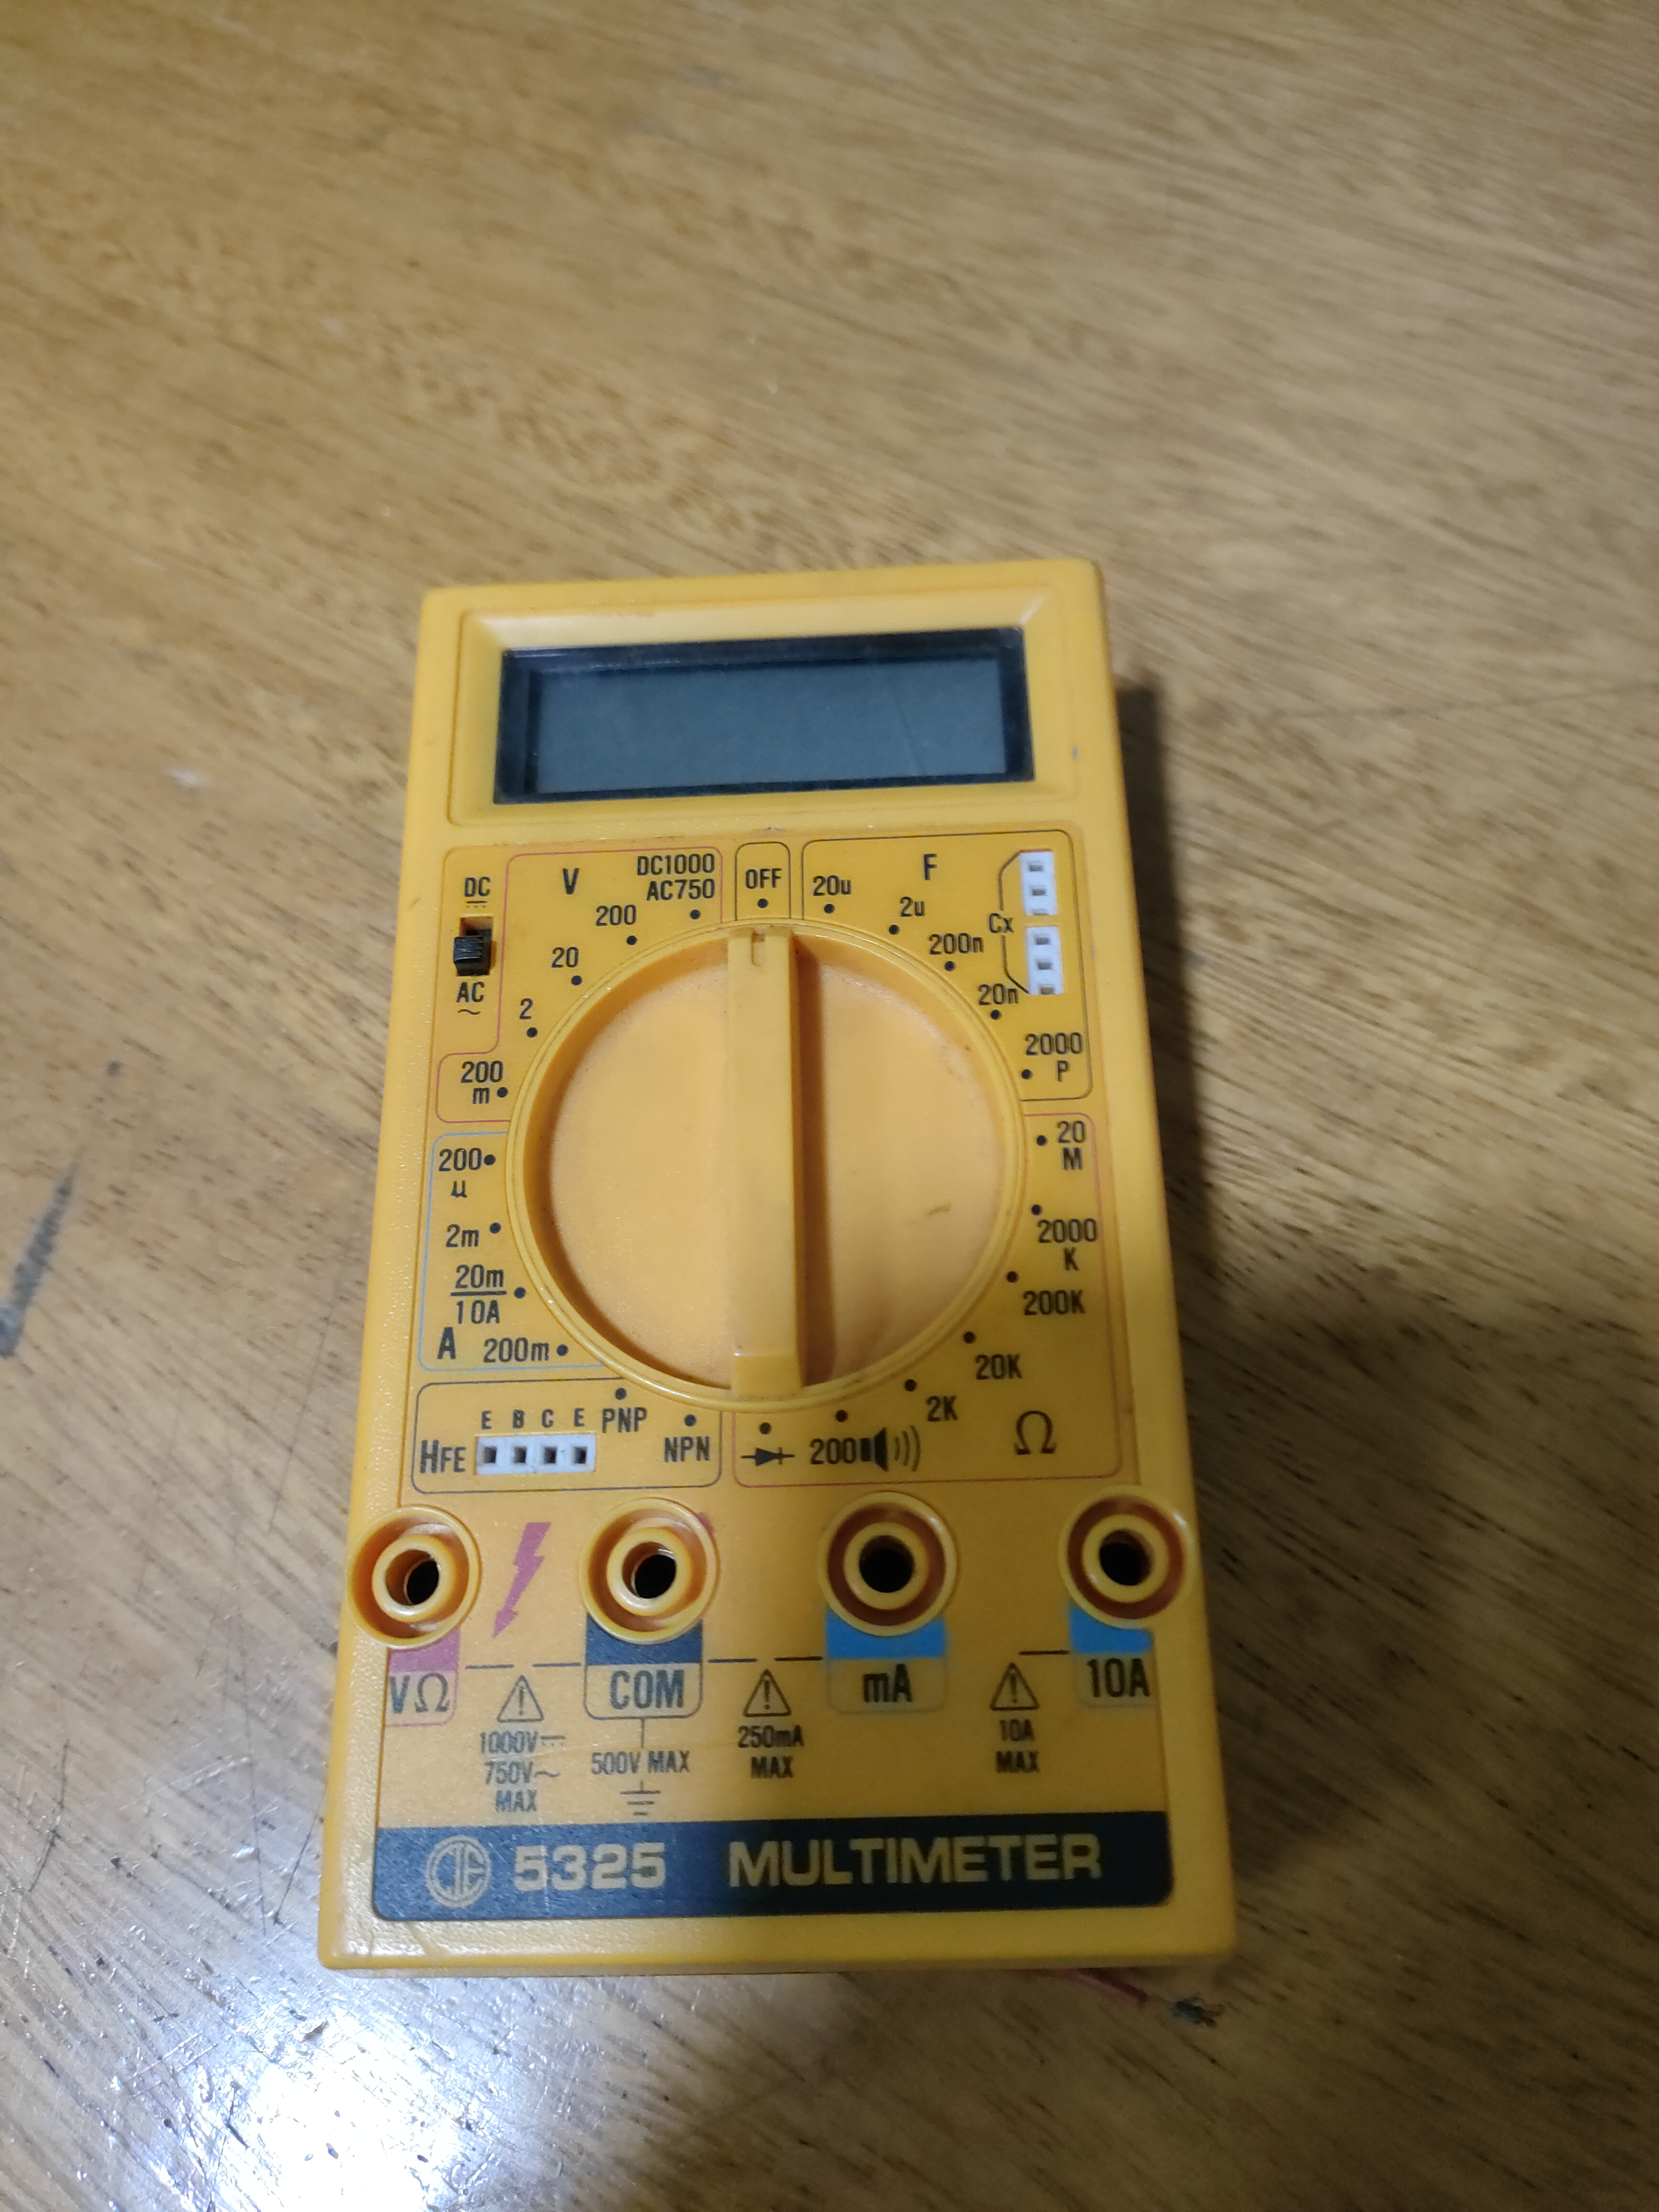 DC
AC
V
DC1000
AC750
200
20
2
200
m
OFF
F
20u
2u
200n
20n
2000
P
Cx
200
µ
2m
20m
10A
A
200m
20
M
2000
K
200K
20K
2K
Ω
200
HFE
E B C E
PNP
NPN
VΩ
COM
mA
10A
1000V⎓
750V~
MAX
500V MAX
250mA
MAX
10A
MAX
5325 MULTIMETER